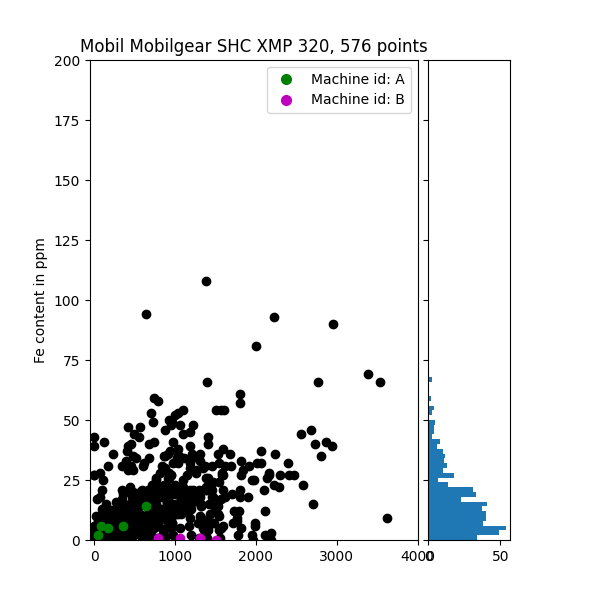 Mobil Mobilgear SHC XMP 320, 576 points
Machine id: A
Machine id: B
Fe content in ppm
200
175
150
125
100
75
50
25
0
0 1000 2000 3000 4000
0 50